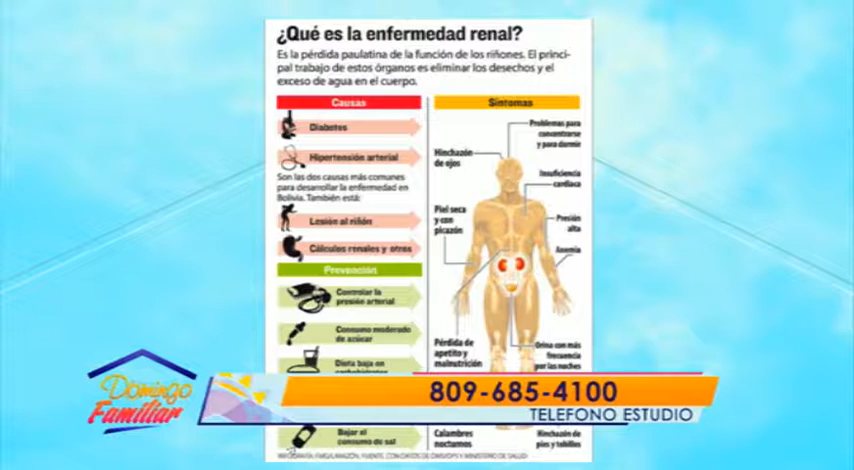 ¿Qué es la enfermedad renal?
Es la pérdida paulatina de la función de los riñones. El princi-
pal trabajo de estos órganos es eliminar los desechos y el
exceso de agua en el cuerpo.
Causas
Diabetes
Hipertensión arterial
Son las dos causas más comunes
para desarrollar la enfermedad en
Bolivia. También está:
Lesión al riñón
Cálculos renales y otros
Prevención
Controlar la
presión arterial
Consumo moderado
de azúcar
Dieta baja en
carbohidratos
Bajar el
consumo de sal
Síntomas
Problemas para
concentrarse
y para dormir
Hinchazón
de ojos
Insuficiencia
cardiaca
Piel seca
y con
picazón
Presión
alta
Anemia
Pérdida de
apetito y
malnutrición
Orina con más
frecuencia
por las noches
Calambres
nocturnos
Hinchazón de
pies y tobillos
Domingo
Familiar
809-685-4100
TELEFONO ESTUDIO